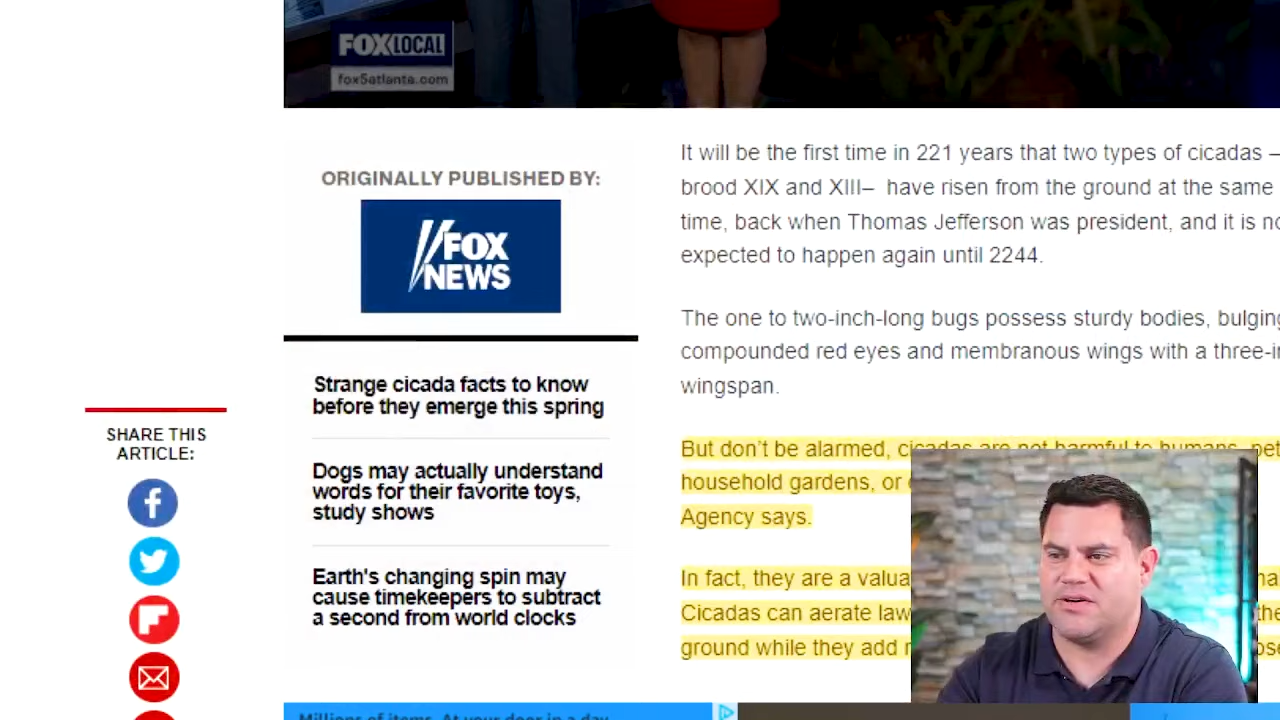 FOX LOCAL
fox5atlanta.com
ORIGINALLY PUBLISHED BY:
FOX
NEWS
Strange cicada facts to know
before they emerge this spring
Dogs may actually understand
words for their favorite toys,
study shows
Earth's changing spin may
cause timekeepers to subtract
a second from world clocks
SHARE THIS
ARTICLE:
It will be the first time in 221 years that two types of cicadas –
brood XIX and XIII– have risen from the ground at the same
time, back when Thomas Jefferson was president, and it is
expected to happen again until 2244.
The one to two-inch-long bugs possess sturdy bodies,
compounded red eyes and membranous wings with a
wingspan.
But don't be alarmed, cicadas are not harmful to humans,
household gardens, or
Agency says.
In fact, they are a
Cicadas can aerate
ground while they add
Millions of items. At your door in a day